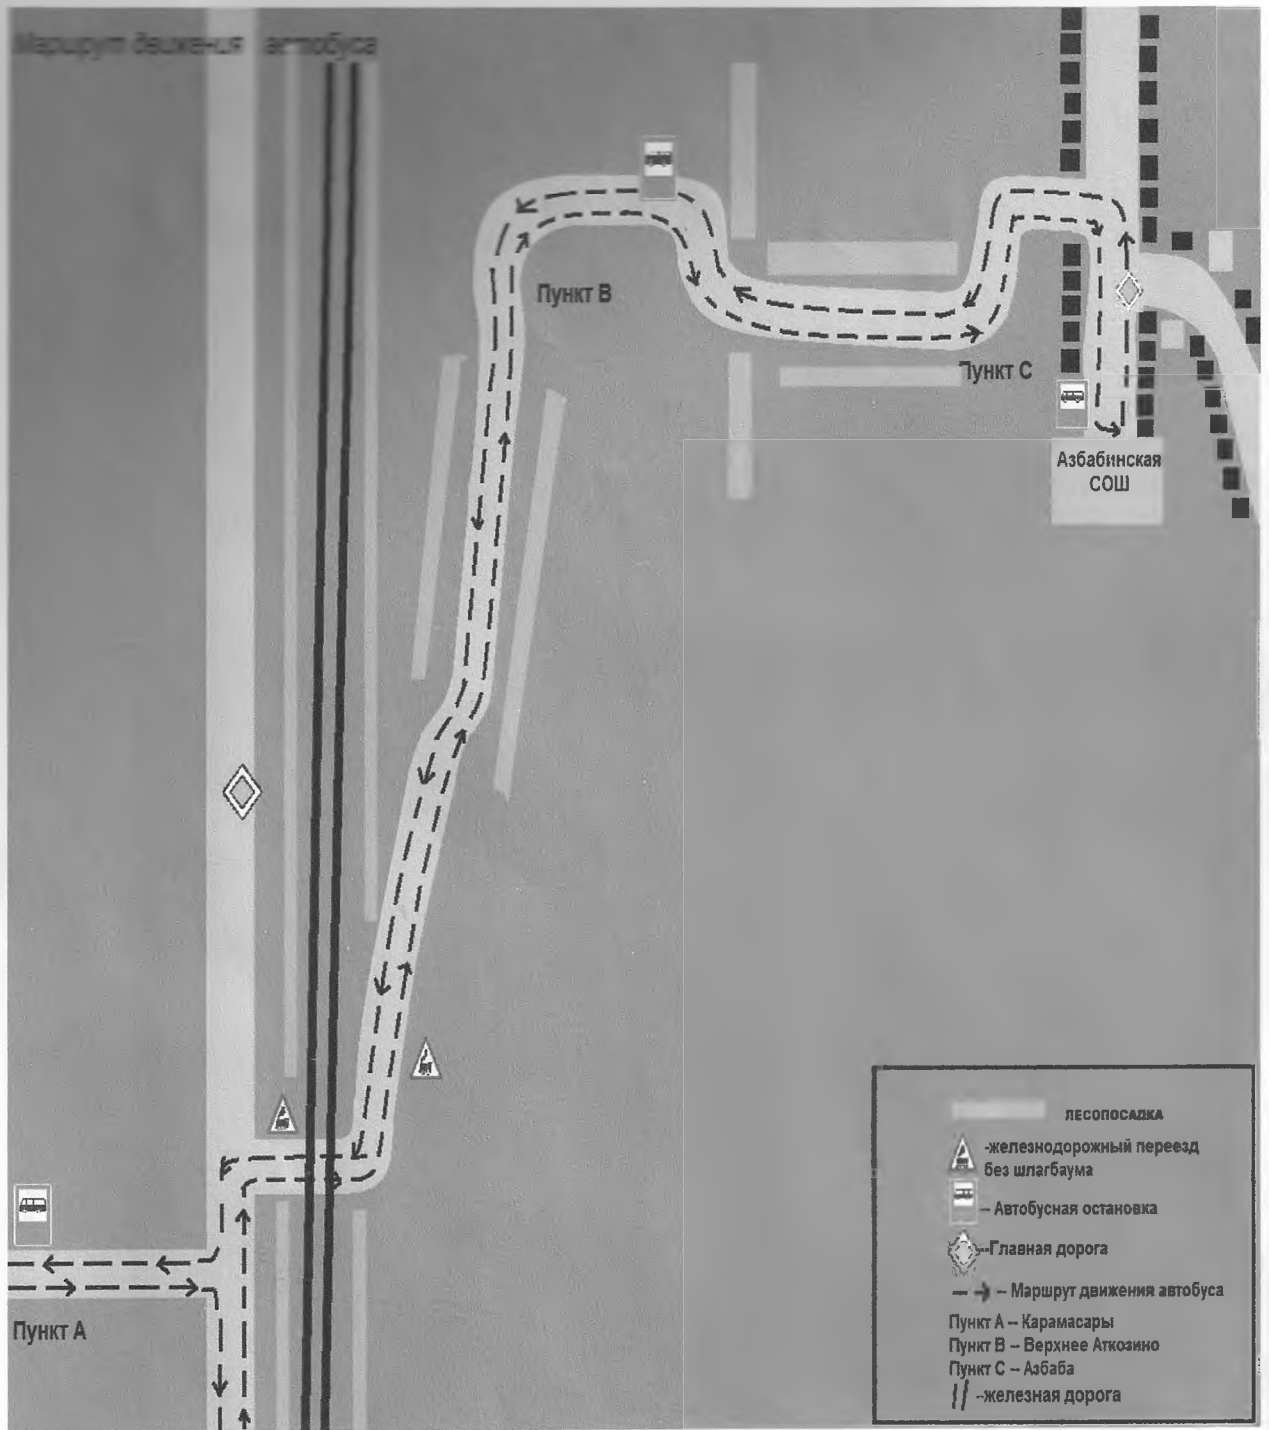 Маршрут движения автобуса
Пункт В
Пункт С
Азбабинская
СОШ
Пункт А
ЛЕСОПОСАДКА
-железнодорожный переезд
без шлагбаума
– Автобусная остановка
–Главная дорога
– Маршрут движения автобуса
Пункт А – Карамасары
Пункт В – Верхнее Аткозино
Пункт С – Азбаба
-железная дорога